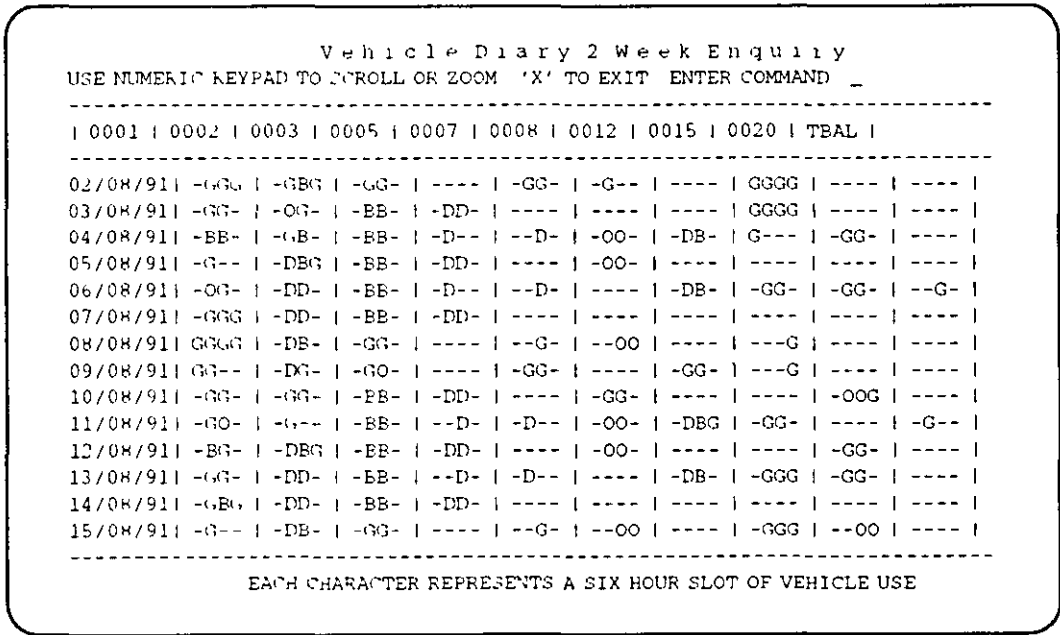 Vehicle Diary 2 Week Enquiry
USE NUMERIC KEYPAD TO SCROLL OR ZOOM 'X' TO EXIT ENTER COMMAND _
| 0001 | 0002 | 0003 | 0005 | 0007 | 0008 | 0012 | 0015 | 0020 | TBAL |
02/08/91| -GGG | -GBG | -GG- | ---- | -GG- | -G-- | ---- | GGGG | ---- | ---- |
03/08/91| -GG- | -OG- | -BB- | -DD- | ---- | ---- | ---- | GGGG | ---- | ---- |
04/08/91| -BB- | -GB- | -BB- | -D-- | --D- | -OO- | -DB- | G--- | -GG- | ---- |
05/08/91| -G-- | -DBG | -BB- | -DD- | ---- | -OO- | ---- | ---- | ---- | ---- |
06/08/91| -OG- | -DD- | -BB- | -D-- | --D- | ---- | -DB- | -GG- | -GG- | --G- |
07/08/91| -GGG | -DD- | -BB- | -DD- | ---- | ---- | ---- | ---- | ---- | ---- |
08/08/91| GGGG | -DB- | -GG- | ---- | --G- | --OO | ---- | ---G | ---- | ---- |
09/08/91| GG-- | -DG- | -GO- | ---- | -GG- | ---- | -GG- | ---G | ---- | ---- |
10/08/91| -GG- | -GG- | -BB- | -DD- | ---- | -GG- | ---- | ---- | -OOG | ---- |
11/08/91| -GO- | -G-- | -BB- | --D- | -D-- | -OO- | -DBG | -GG- | ---- | -G-- |
12/08/91| -BG- | -DBG | -BB- | -DD- | ---- | -OO- | ---- | ---- | -GG- | ---- |
13/08/91| -GG- | -DD- | -BB- | --D- | -D-- | ---- | -DB- | -GGG | -GG- | ---- |
14/08/91| -GBG | -DD- | -BB- | -DD- | ---- | ---- | ---- | ---- | ---- | ---- |
15/08/91| -G-- | -DB- | -GG- | ---- | --G- | --OO | ---- | -GGG | --OO | ---- |
EACH CHARACTER REPRESENTS A SIX HOUR SLOT OF VEHICLE USE